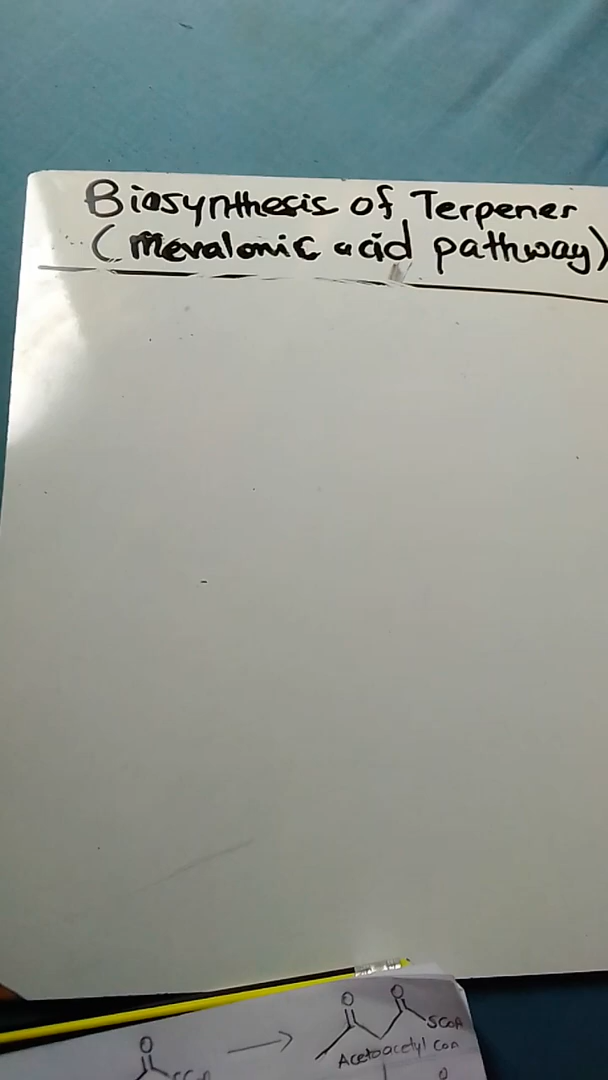 Biosynthesis of Terpener
(Mevalonic acid pathway)
O O
SCoA
Acetoacetyl CoA
O
O